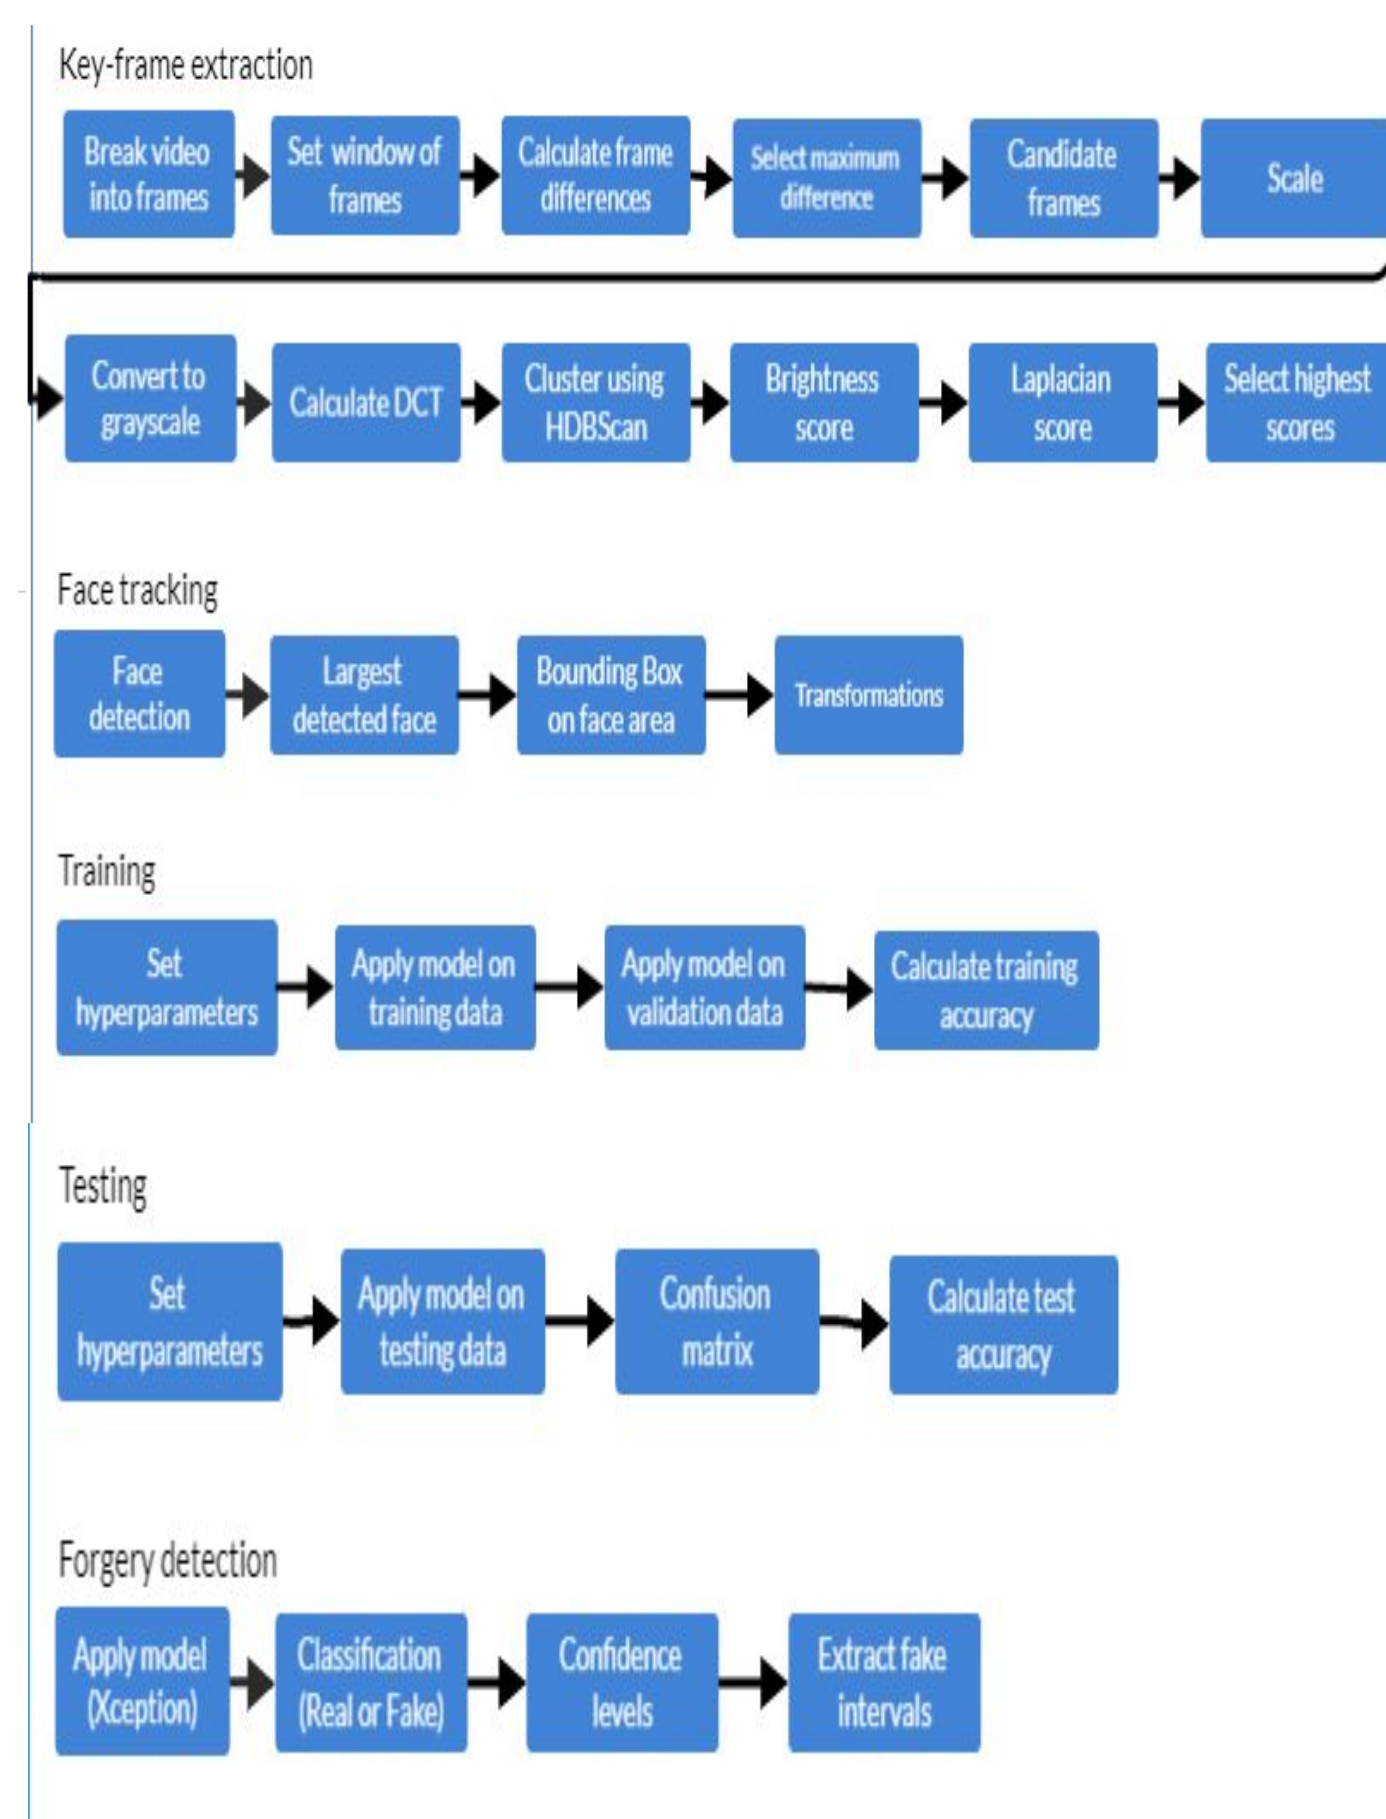 Key-frame extraction
Break video
into frames
Set window of
frames
Calculate frame
differences
Select maximum
difference
Candidate
frames
Scale
Convert to
grayscale
Calculate DCT
Cluster using
HDBScan
Brightness
score
Laplacian
score
Select highest
scores
Face tracking
Face
detection
Largest
detected face
Bounding Box
on face area
Transformations
Training
Set
hyperparameters
Apply model on
training data
Apply model on
validation data
Calculate training
accuracy
Testing
Set
hyperparameters
Apply model on
testing data
Confusion
matrix
Calculate test
accuracy
Forgery detection
Apply model
(Xception)
Classification
(Real or Fake)
Confidence
levels
Extract fake
intervals